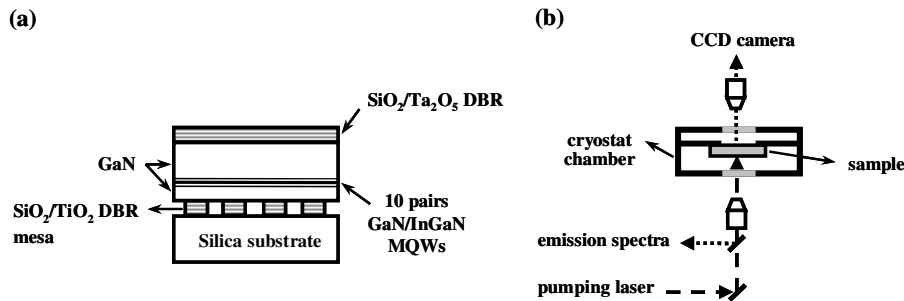 (a)
SiO₂/Ta₂O₅ DBR
GaN
SiO₂/TiO₂ DBR
mesa
10 pairs
GaN/InGaN
MQWs
Silica substrate
(b)
CCD camera
cryostat
chamber
sample
emission spectra
pumping laser